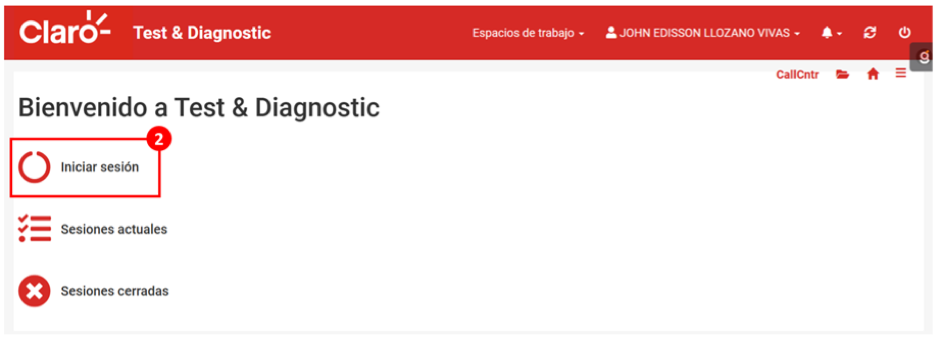 Claro Test & Diagnostic Espacios de trabajo JOHN EDISSON LLOZANO VIVAS
g
CallCntr
Bienvenido a Test & Diagnostic
2
Iniciar sesión
Sesiones actuales
Sesiones cerradas